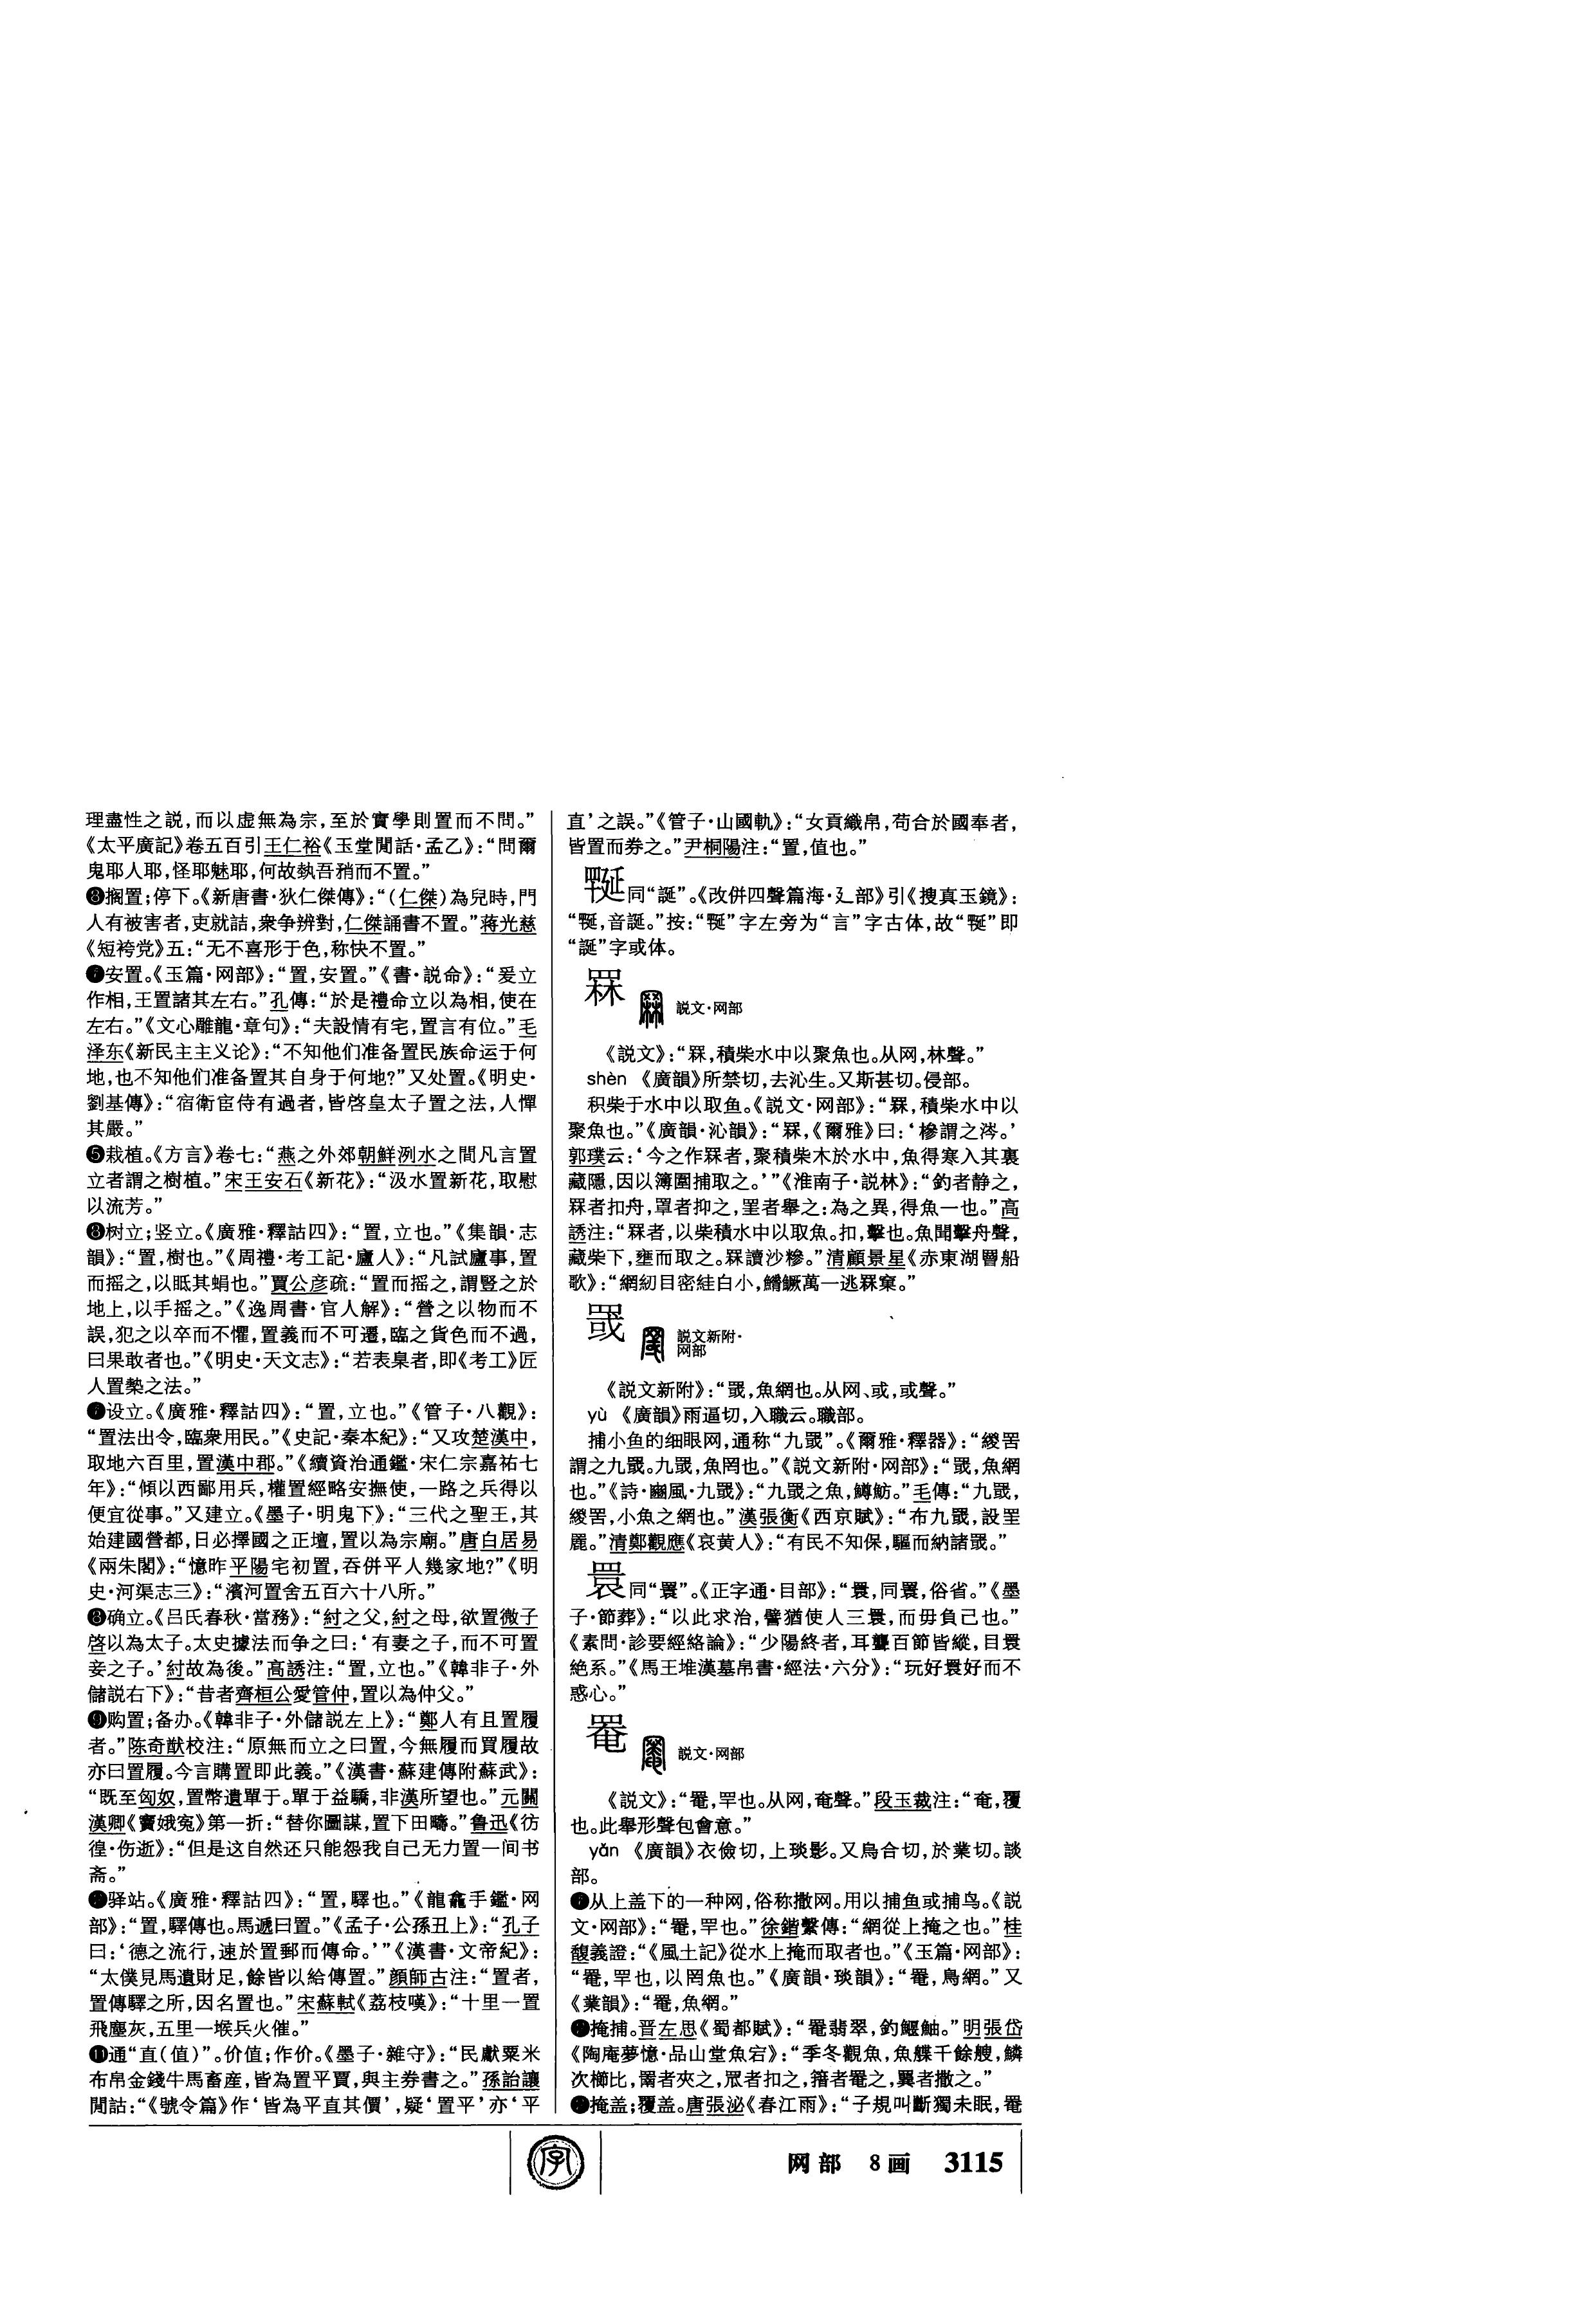 理盡性之説,而以虚無為宗,至於實學則置而不問。”
《太平廣記》卷五百引王仁裕《玉堂閒話·孟乙》:“問爾
鬼耶人耶,怪耶魅耶,何故執吾矟而不置。”
❸搁置;停下。《新唐書·狄仁傑傳》:“(仁傑)為兒時,門
人有被害者,吏就詰,衆争辨對,仁傑誦書不置。”蒋光慈
《短袴党》五:“无不喜形于色,称快不置。”
安置。《玉篇·网部》:“置,安置。”《書·説命》:“爰立
作相,王置諸其左右。”孔傳:“於是禮命立以為相,使在
左右。”《文心雕龍·章句》:“夫設情有宅,置言有位。”毛
泽东《新民主主义论》:“不知他们准备置民族命运于何
地,也不知他们准备置其自身于何地?”又处置。《明史·
劉基傳》:“宿衛宦侍有過者,皆啓皇太子置之法,人憚
其嚴。”
❺栽植。《方言》卷七:“燕之外郊朝鮮洌水之間凡言置
立者謂之樹植。”宋王安石《新花》:“汲水置新花,取慰
以流芳。”
树立;竖立。《廣雅·釋詁四》:“置,立也。”《集韻·志
韻》:“置,樹也。”《周禮·考工記·廬人》:“凡試廬事,置
而摇之,以眡其蜎也。”賈公彦疏:“置而摇之,謂豎之於
地上,以手摇之。”《逸周書·官人解》:“營之以物而不
誤,犯之以卒而不懼,置義而不可遷,臨之貨色而不過,
曰果敢者也。”《明史·天文志》:“若表臬者,即《考工》匠
人置槷之法。”
❼设立。《廣雅·釋詁四》:“置,立也。”《管子·八觀》:
“置法出令,臨衆用民。”《史記·秦本紀》:“又攻楚漢中,
取地六百里,置漢中郡。”《續資治通鑑·宋仁宗嘉祐七
年》:“傾以西鄙用兵,權置經略安撫使,一路之兵得以
便宜從事。”又建立。《墨子·明鬼下》:“三代之聖王,其
始建國營都,日必擇國之正壇,置以為宗廟。”唐白居易
《兩朱閣》:“憶昨平陽宅初置,吞併平人幾家地?”《明
史·河渠志三》:“濱河置舍五百六十八所。”
❽确立。《吕氏春秋·當務》:“紂之父,紂之母,欲置微子
啓以為太子。太史據法而争之曰:‘有妻之子,而不可置
妾之子。’紂故為後。”高誘注:“置,立也。”《韓非子·外
儲説右下》:“昔者齊桓公愛管仲,置以為仲父。”
❾购置;备办。《韓非子·外儲説左上》:“鄭人有且置履
者。”陈奇猷校注:“原無而立之曰置,今無履而買履故
亦曰置履。今言購置即此義。”《漢書·蘇建傳附蘇武》:
“既至匈奴,置幣遺單于。單于益驕,非漢所望也。”元關
漢卿《竇娥冤》第一折:“替你圖謀,置下田疇。”鲁迅《彷
徨·伤逝》:“但是这自然还只能怨我自己无力置一间书
斋。”
❿驿站。《廣雅·釋詁四》:“置,驛也。”《龍龕手鑑·网
部》:“置,驛傳也。馬遞曰置。”《孟子·公孫丑上》:“孔子
曰:‘德之流行,速於置郵而傳命。’”《漢書·文帝紀》:
“太僕見馬遺財足,餘皆以給傳置。”顔師古注:“置者,
置傳驛之所,因名置也。”宋蘇軾《荔枝嘆》:“十里一置
飛塵灰,五里一堠兵火催。”
⓫通“直(值)”。价值;作价。《墨子·雜守》:“民獻粟米
布帛金錢牛馬畜産,皆為置平賈,與主券書之。”孫詒讓
閒詁:“《號令篇》作‘皆為平直其價’,疑‘置平’亦‘平
直’之誤。”《管子·山國軌》:“女貢織帛,苟合於國奉者,
皆置而券之。”尹桐陽注:“置,值也。”
同“誕”。《改併四聲篇海·廴部》引《搜真玉鏡》:
音誕。”按:字左旁为“言”字古体,故即
“誕”字或体。
罧 説文·网部
《説文》:“罧,積柴水中以聚魚也。从网,林聲。”
shèn 《廣韻》所禁切,去沁生。又斯甚切。侵部。
积柴于水中以取鱼。《説文·网部》:“罧,積柴水中以
聚魚也。”《廣韻·沁韻》:“罧,《爾雅》曰:‘槮謂之涔。’
郭璞云:‘今之作罧者,聚積柴木於水中,魚得寒入其裏
藏隱,因以簿圍捕取之。’”《淮南子·説林》:“釣者静之,
罧者扣舟,罩者抑之,罣者舉之:為之異,得魚一也。”高
誘注:“罧者,以柴積水中以取魚。扣,擊也。魚聞擊舟聲,
藏柴下,壅而取之。罧讀沙糝。”清顧景星《赤東湖罾船
歌》:“網紉目密絓白小,鱕鱖萬一逃罧窠。”
罭 説文新附·
网部
《説文新附》:“罭,魚網也。从网、或,或聲。”
yù 《廣韻》雨逼切,入職云。職部。
捕小鱼的细眼网,通称“九罭”。《爾雅·釋器》:“緵罟
謂之九罭。九罭,魚罔也。”《説文新附·网部》:“罭,魚網
也。”《詩·豳風·九罭》:“九罭之魚,鱒魴。”毛傳:“九罭,
緵罟,小魚之網也。”漢張衡《西京賦》:“布九罭,設罜
麗。”清鄭觀應《哀黄人》:“有民不知保,驅而納諸罭。”
睘同“瞏”。《正字通·目部》:“睘,同瞏,俗省。”《墨
子·節葬》:“以此求治,譬猶使人三睘,而毋負己也。”
《素問·診要經絡論》:“少陽終者,耳聾百節皆縱,目睘
絶系。”《馬王堆漢墓帛書·經法·六分》:“玩好睘好而不
惑心。”
罨 説文·网部
《説文》:“罨,罕也。从网,奄聲。”段玉裁注:“奄,覆
也。此舉形聲包會意。”
yǎn 《廣韻》衣儉切,上琰影。又烏合切,於業切。談
部。
❶从上盖下的一种网,俗称撒网。用以捕鱼或捕鸟。《説
文·网部》:“罨,罕也。”徐鍇繫傳:“網從上掩之也。”桂
馥義證:“《風土記》從水上掩而取者也。”《玉篇·网部》:
“罨,罕也,以罔魚也。”《廣韻·琰韻》:“罨,鳥網。”又
《業韻》:“罨,魚網。”
❷掩捕。晋左思《蜀都賦》:“罨翡翠,釣鰋鮋。”明張岱
《陶庵夢憶·品山堂魚宕》:“季冬觀魚,魚艓千餘艘,鱗
次櫛比,罱者夾之,罛者扣之,簎者罨之,罥者撒之。”
❸掩盖;覆盖。唐張泌《春江雨》:“子規叫斷獨未眠,罨
字
网部 8画 3115